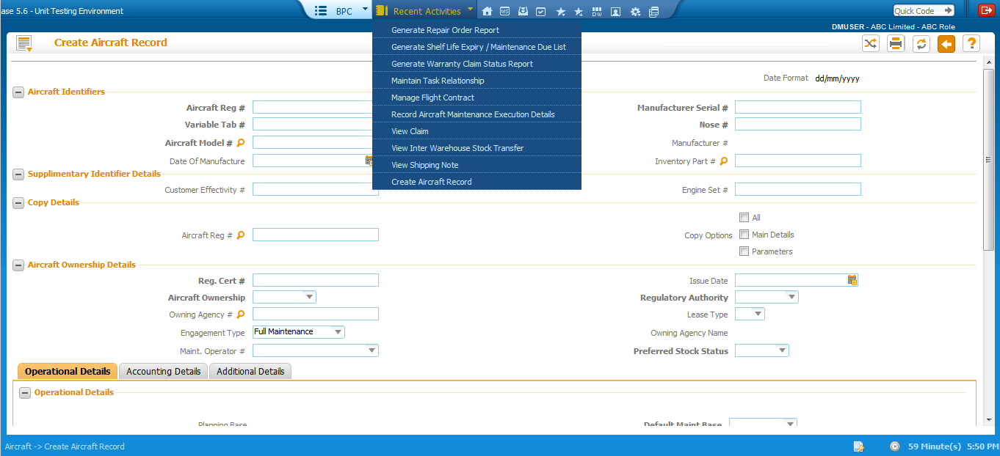 ase 5.6 - Unit Testing Environment
BPC
Recent Activities
WS
DW
Quick Code
DMUSER - ABC Limited - ABC Role
Create Aircraft Record
?
Generate Repair Order Report
Generate Shelf Life Expiry / Maintenance Due List
Generate Warranty Claim Status Report
Maintain Task Relationship
Manage Flight Contract
Record Aircraft Maintenance Execution Details
View Claim
View Inter Warehouse Stock Transfer
View Shipping Note
Create Aircraft Record
Date Format dd/mm/yyyy
Aircraft Identifiers
Aircraft Reg #
Manufacturer Serial #
Variable Tab #
Nose #
Aircraft Model #
Manufacturer #
Date Of Manufacture
Inventory Part #
Supplimentary Identifier Details
Customer Effectivity #
Engine Set #
Copy Details
All
Aircraft Reg #
Copy Options Main Details
Parameters
Aircraft Ownership Details
Reg. Cert #
Issue Date
Aircraft Ownership
Regulatory Authority
Owning Agency #
Lease Type
Engagement Type Full Maintenance
Owning Agency Name
Maint. Operator #
Preferred Stock Status
Operational Details Accounting Details Additional Details
Operational Details
Planning Base
Default Maint Base
Aircraft -> Create Aircraft Record
59 Minute(s) 5:50 PM